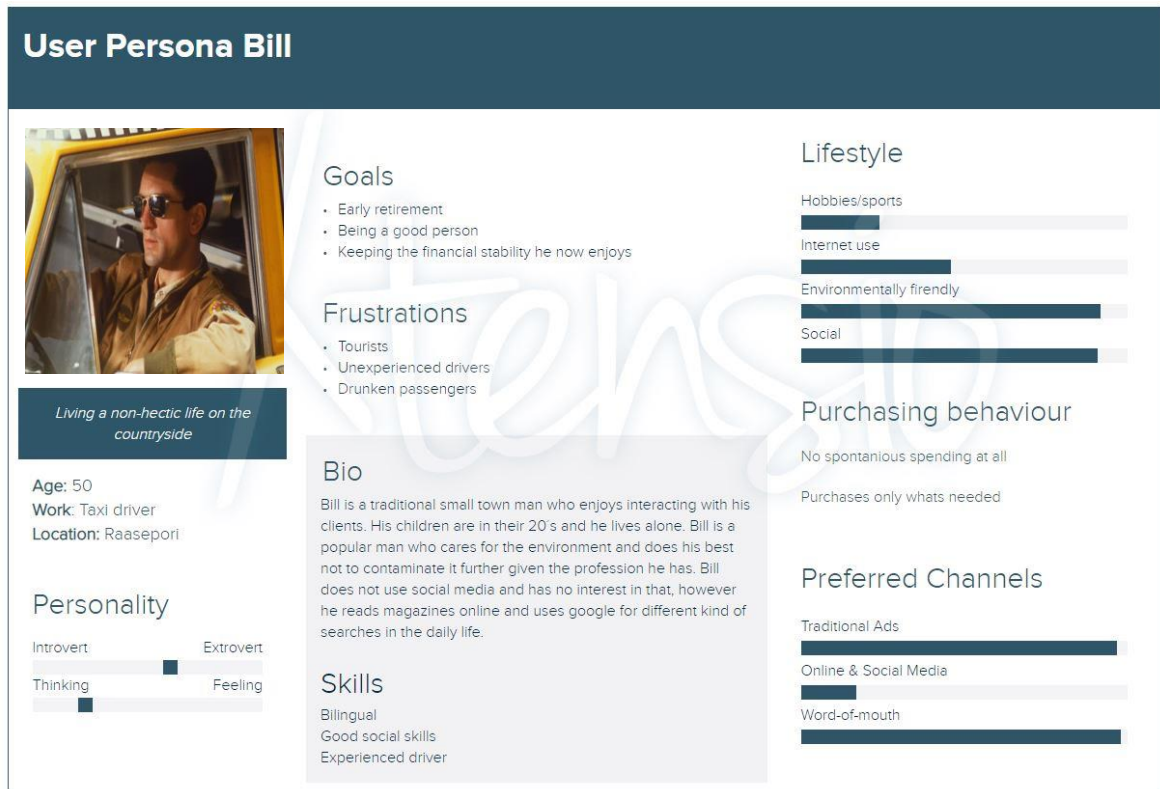 User Persona Bill
Living a non-hectic life on the
countryside
Age: 50
Work: Taxi driver
Location: Raasepori
Personality
Introvert Extrovert
Thinking Feeling
Goals
• Early retirement
• Being a good person
• Keeping the financial stability he now enjoys
Frustrations
• Tourists
• Unexperienced drivers
• Drunken passengers
Bio
Bill is a traditional small town man who enjoys interacting with his
clients. His children are in their 20´s and he lives alone. Bill is a
popular man who cares for the environment and does his best
not to contaminate it further given the profession he has. Bill
does not use social media and has no interest in that, however
he reads magazines online and uses google for different kind of
searches in the daily life.
Skills
Bilingual
Good social skills
Experienced driver
Lifestyle
Hobbies/sports
Internet use
Environmentally firendly
Social
Purchasing behaviour
No spontanious spending at all
Purchases only whats needed
Preferred Channels
Traditional Ads
Online & Social Media
Word-of-mouth
Xtensio